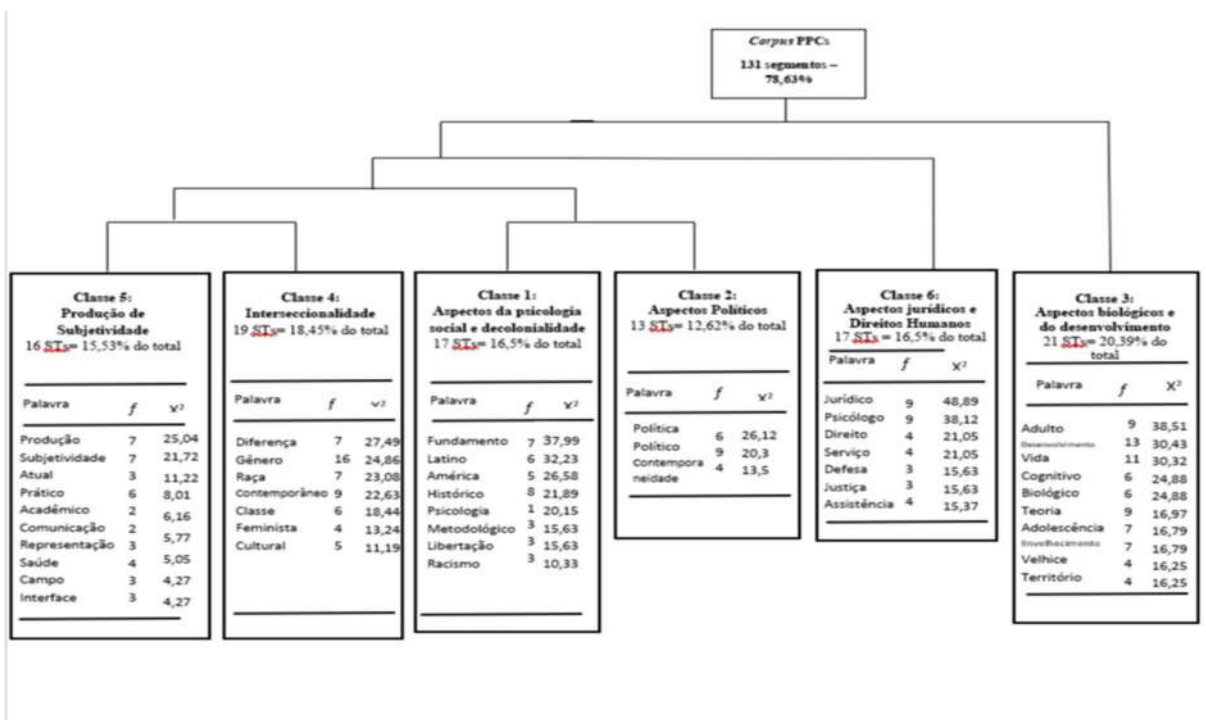 Corpus PPCs
131 segmentos –
78,63%
Classe 5:
Produção de
Subjetividade
16 STs= 15,53% do total
Palavra f X²
Produção 7 25,04
Subjetividade 7 21,72
Atual 3 11,22
Prático 6 8,01
Acadêmico 2 6,16
Comunicação 2 5,77
Representação 3 5,05
Saúde 4 4,27
Campo 3 4,27
Interface 3
Classe 4:
Interseccionalidade
19 STs= 18,45% do total
Palavra f X²
Diferença 7 27,49
Gênero 16 24,86
Raça 7 23,08
Contemporâneo 9 22,63
Classe 6 18,44
Feminista 4 13,24
Cultural 5 11,19
Classe 1:
Aspectos da psicologia
social e decolonialidade
17 STs= 16,5% do total
Palavra f X²
Fundamento 7 37,99
Latino 6 32,23
América 5 26,58
Histórico 8 21,89
Psicologia 1 20,15
Metodológico 3 15,63
Libertação 3 15,63
Racismo 3 10,33
Classe 2:
Aspectos Políticos
13 STs= 12,62% do total
Palavra f X²
Política 6 26,12
Político 9 20,3
Contempora 4 13,5
neidade
Classe 6:
Aspectos jurídicos e
Direitos Humanos
17 STs = 16,5% do total
Palavra f X²
Jurídico 9 48,89
Psicólogo 9 38,12
Direito 4 21,05
Serviço 4 21,05
Defesa 3 15,63
Justiça 3 15,63
Assistência 4 15,37
Classe 3:
Aspectos biológicos e
do desenvolvimento
21 STs= 20,39% do
total
Palavra f X²
Adulto 9 38,51
Desenvolvimento 13 30,43
Vida 11 30,32
Cognitivo 6 24,88
Biológico 6 24,88
Teoria 9 16,97
Adolescência 7 16,79
Envelhecimento 7 16,79
Velhice 4 16,25
Território 4 16,25